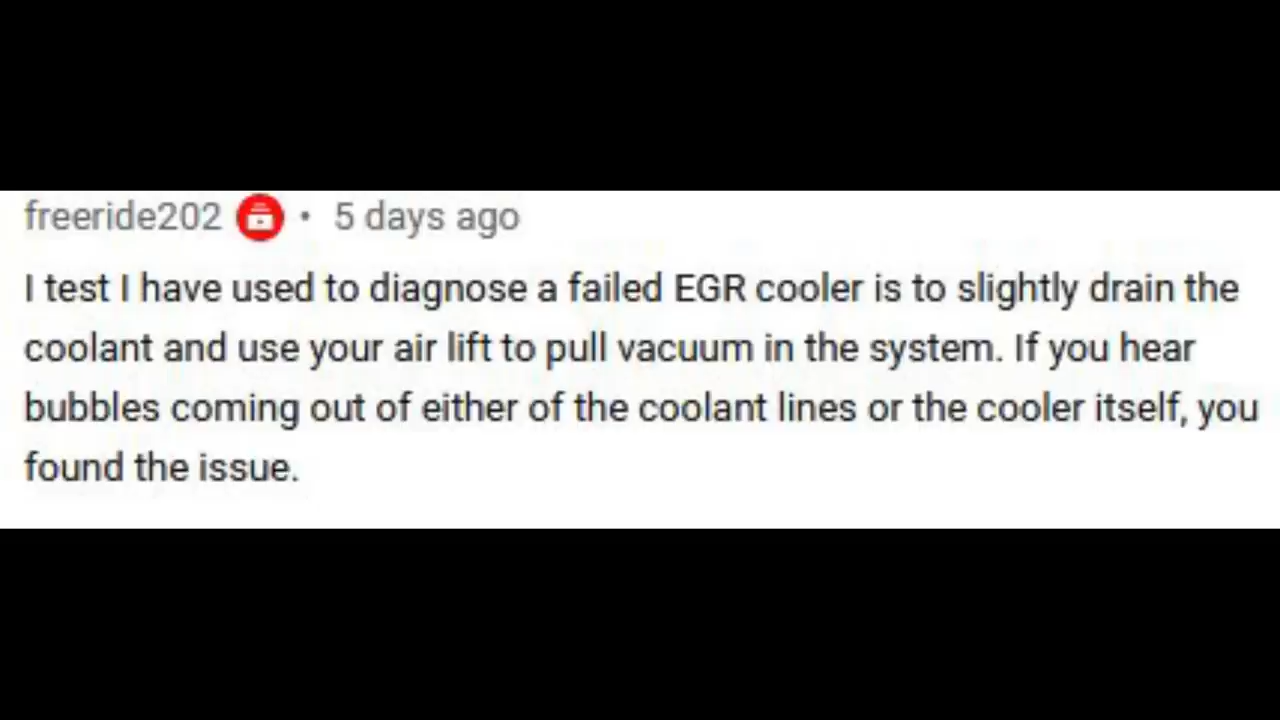 freeride202 • 5 days ago
I test I have used to diagnose a failed EGR cooler is to slightly drain the
coolant and use your air lift to pull vacuum in the system. If you hear
bubbles coming out of either of the coolant lines or the cooler itself, you
found the issue.